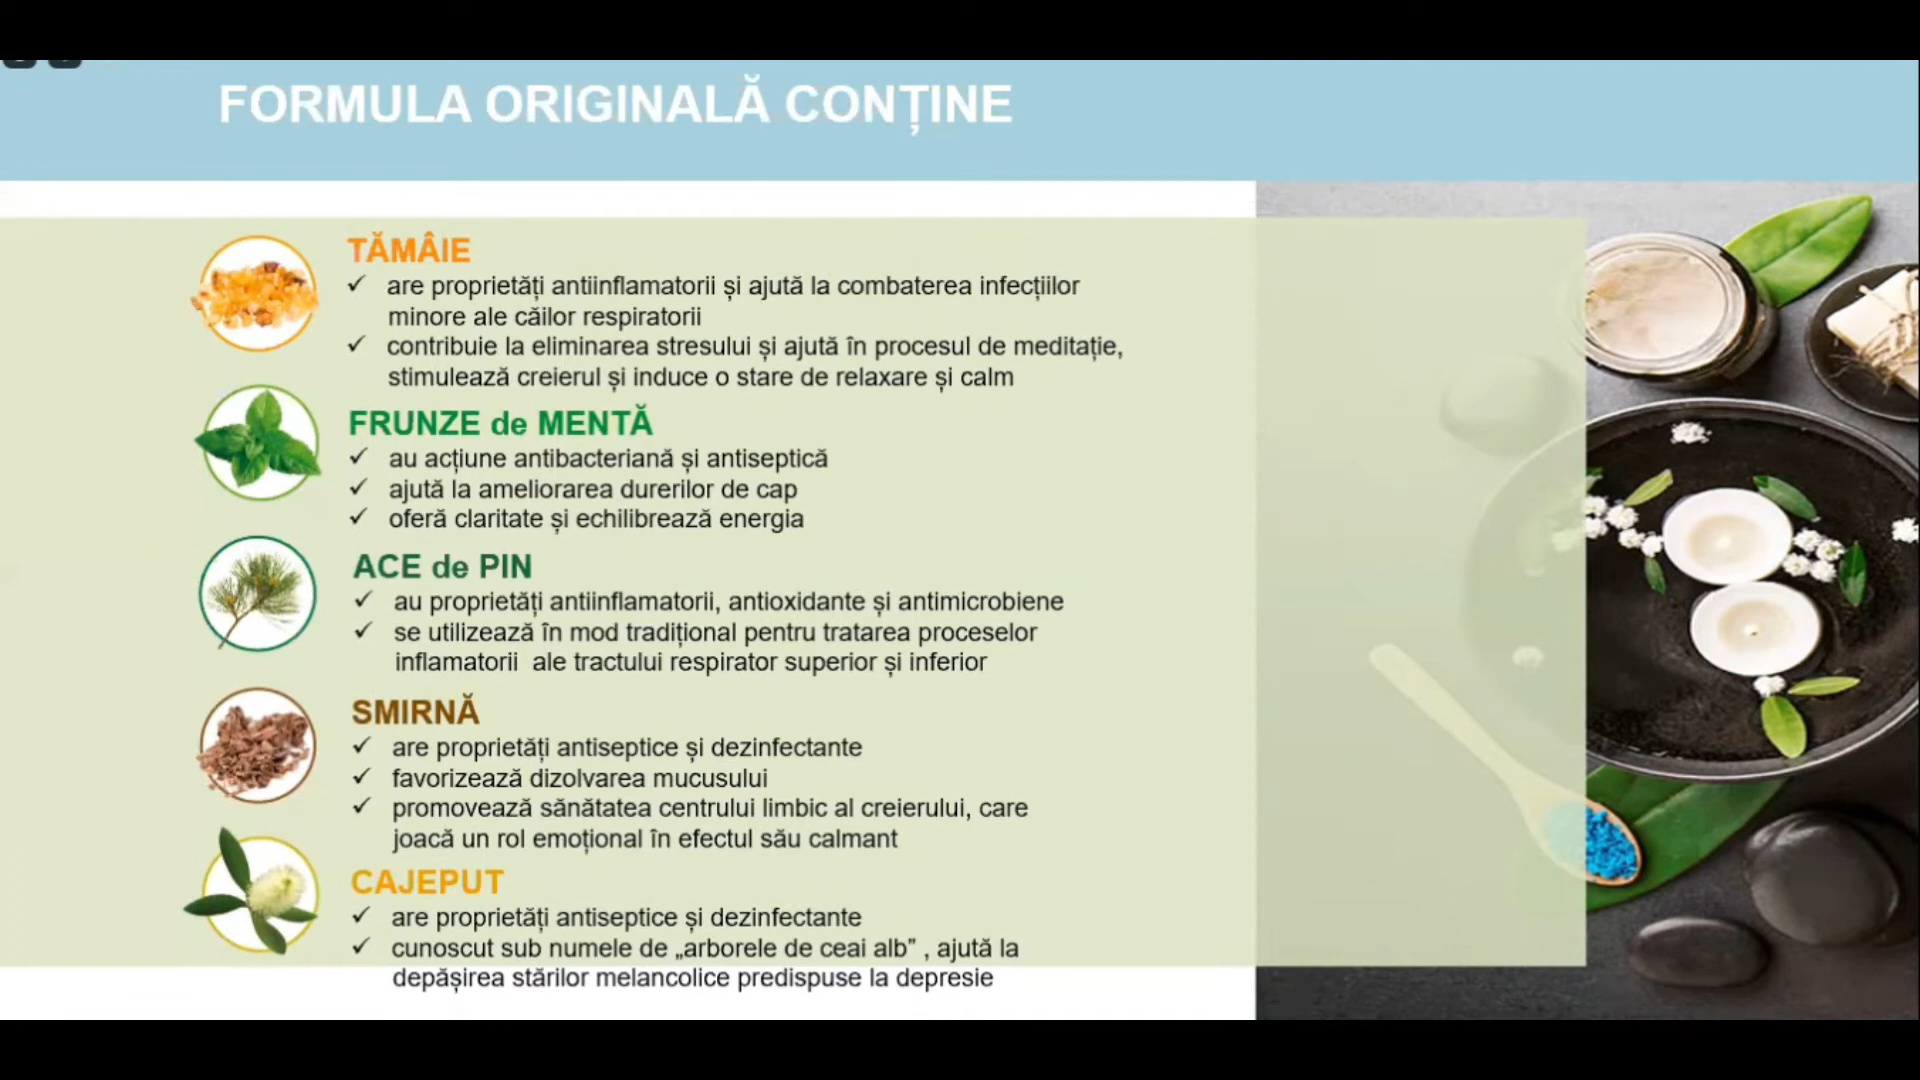 FORMULA ORIGINALĂ CONȚINE
TĂMÂIE
✓ are proprietăți antiinflamatorii și ajută la combaterea infecțiilor
minore ale căilor respiratorii
✓ contribuie la eliminarea stresului și ajută în procesul de meditație,
stimulează creierul și induce o stare de relaxare și calm
FRUNZE de MENTĂ
✓ au acțiune antibacteriană și antiseptică
✓ ajută la ameliorarea durerilor de cap
✓ oferă claritate și echilibrează energia
ACE de PIN
✓ au proprietăți antiinflamatorii, antioxidante și antimicrobiene
✓ se utilizează în mod tradițional pentru tratarea proceselor
inflamatorii ale tractului respirator superior și inferior
SMIRNĂ
✓ are proprietăți antiseptice și dezinfectante
✓ favorizează dizolvarea mucusului
✓ promovează sănătatea centrului limbic al creierului, care
joacă un rol emoțional în efectul său calmant
CAJEPUT
✓ are proprietăți antiseptice și dezinfectante
✓ cunoscut sub numele de „arborele de ceai alb” , ajută la
depășirea stărilor melancolice predispuse la depresie